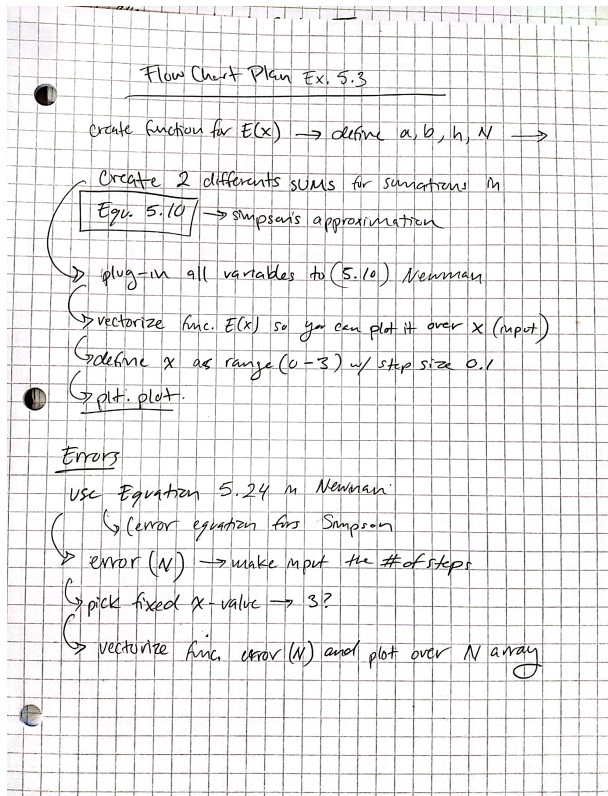 Flow Chart Plan Ex. 5.3
create function for E(x) → define a, b, h, N →
Create 2 differents sums for sumations in
Equ. 5.10 → simpson's approximation
plug-in all variables to (5.10) Newman
vectorize func. E(x) so you can plot it over x (input)
define x as range (0-3) w/ step size 0.1
plt. plot.
Errors
use Equation 5.24 in Newman
(error equation fors Simpson
error (N) → make input the # of steps
pick fixed x-value → 3?
vectorize func. error (N) and plot over N array